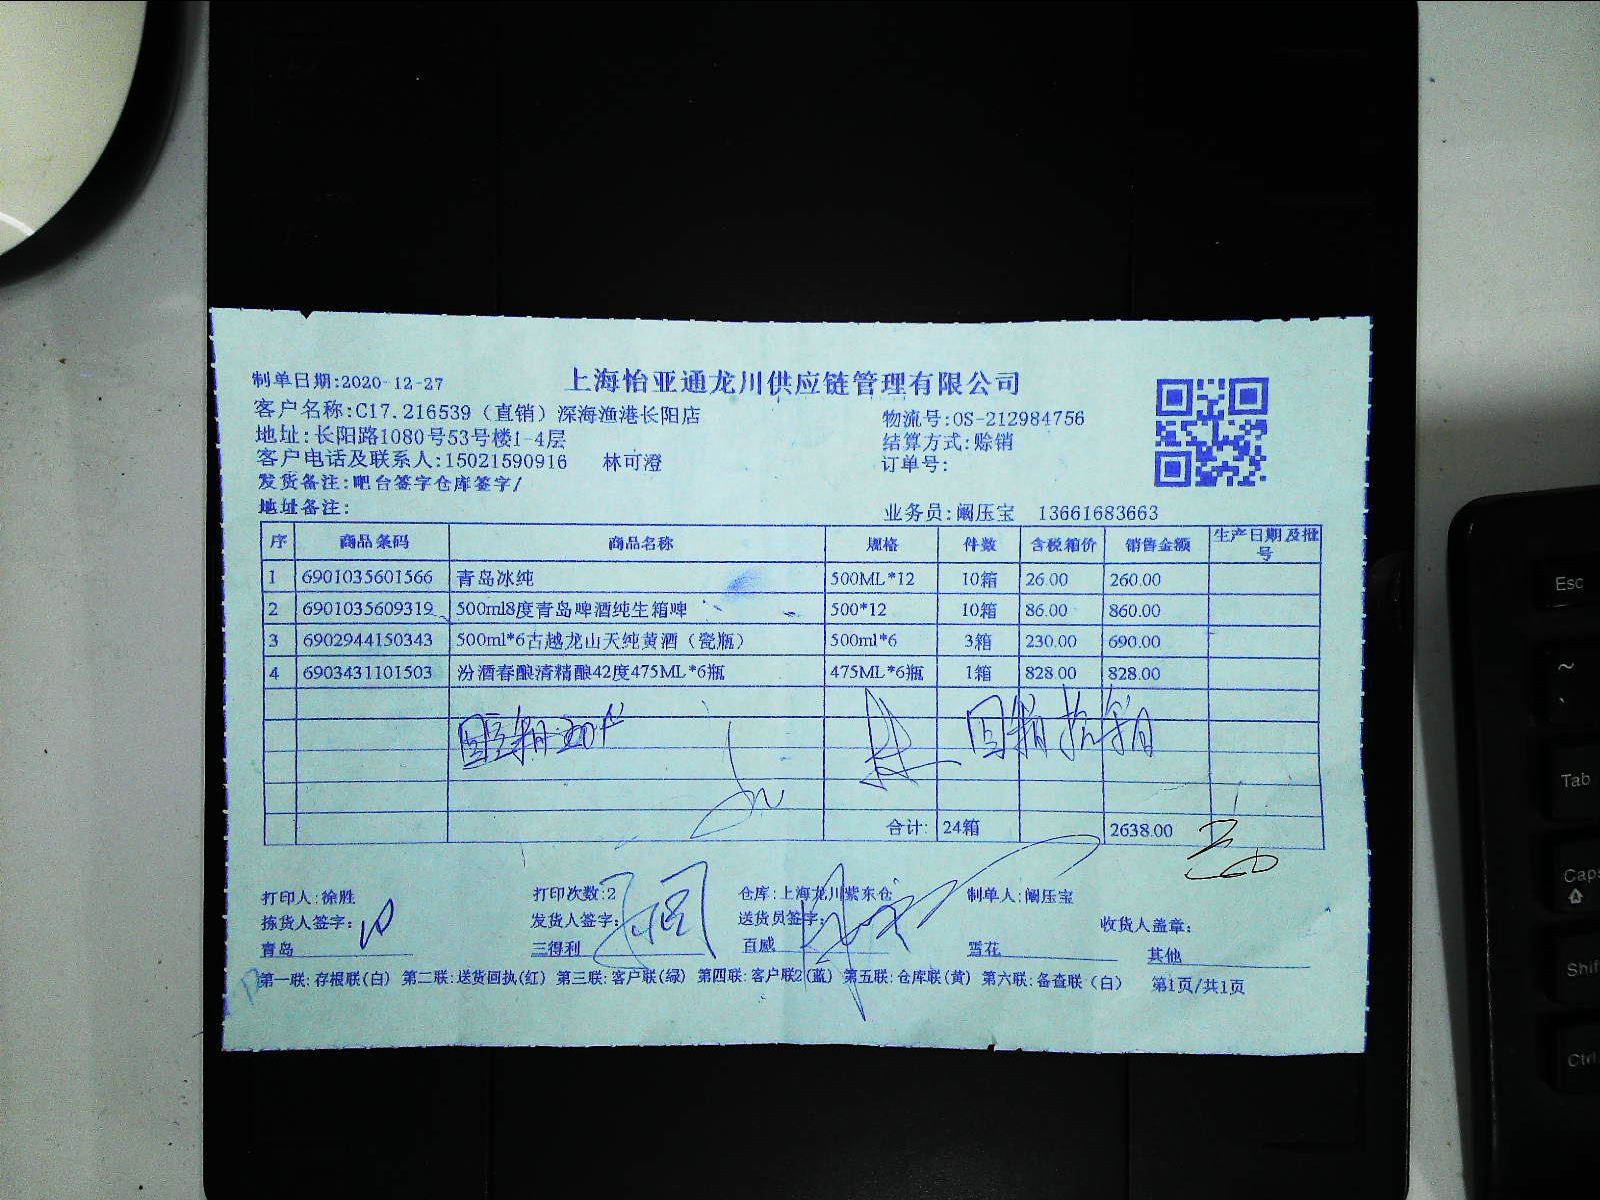 上海怡亚通龙川供应链管理有限公司
制单日期:2020-12-27
客户名称:C17.216539（直销）深海渔港长阳店 物流号:OS-212984756
地址:长阳路1080号53号楼1-4层 结算方式:赊销
客户电话及联系人:15021590916 林可澄 订单号:
发货备注:吧台签字仓库签字/
地址备注: 业务员:阚压宝 13661683663
序 商品条码 商品名称 规格 件数 含税箱价 销售金额 生产日期及批号
1 6901035601566 青岛冰纯 500ML*12 10箱 26.00 260.00
2 6901035609319 500ml8度青岛啤酒纯生箱啤 500*12 10箱 86.00 860.00
3 6902944150343 500ml*6古越龙山天纯黄酒（瓷瓶） 500ml*6 3箱 230.00 690.00
4 6903431101503 汾酒春酿清精酿42度475ML*6瓶 475ML*6瓶 1箱 828.00 828.00
合计: 24箱 2638.00
打印人:徐胜 打印次数:2 仓库:上海龙川紫东仓 制单人:阚压宝
拣货人签字: 发货人签字: 送货员签字: 收货人盖章:
青岛 三得利 百威 雪花 其他
第一联:存根联(白) 第二联:送货回执(红) 第三联:客户联(绿) 第四联:客户联2(蓝) 第五联:仓库联(黄) 第六联:备查联（白） 第1页/共1页
Esc
~
Tab
Caps
Shift
Ctrl